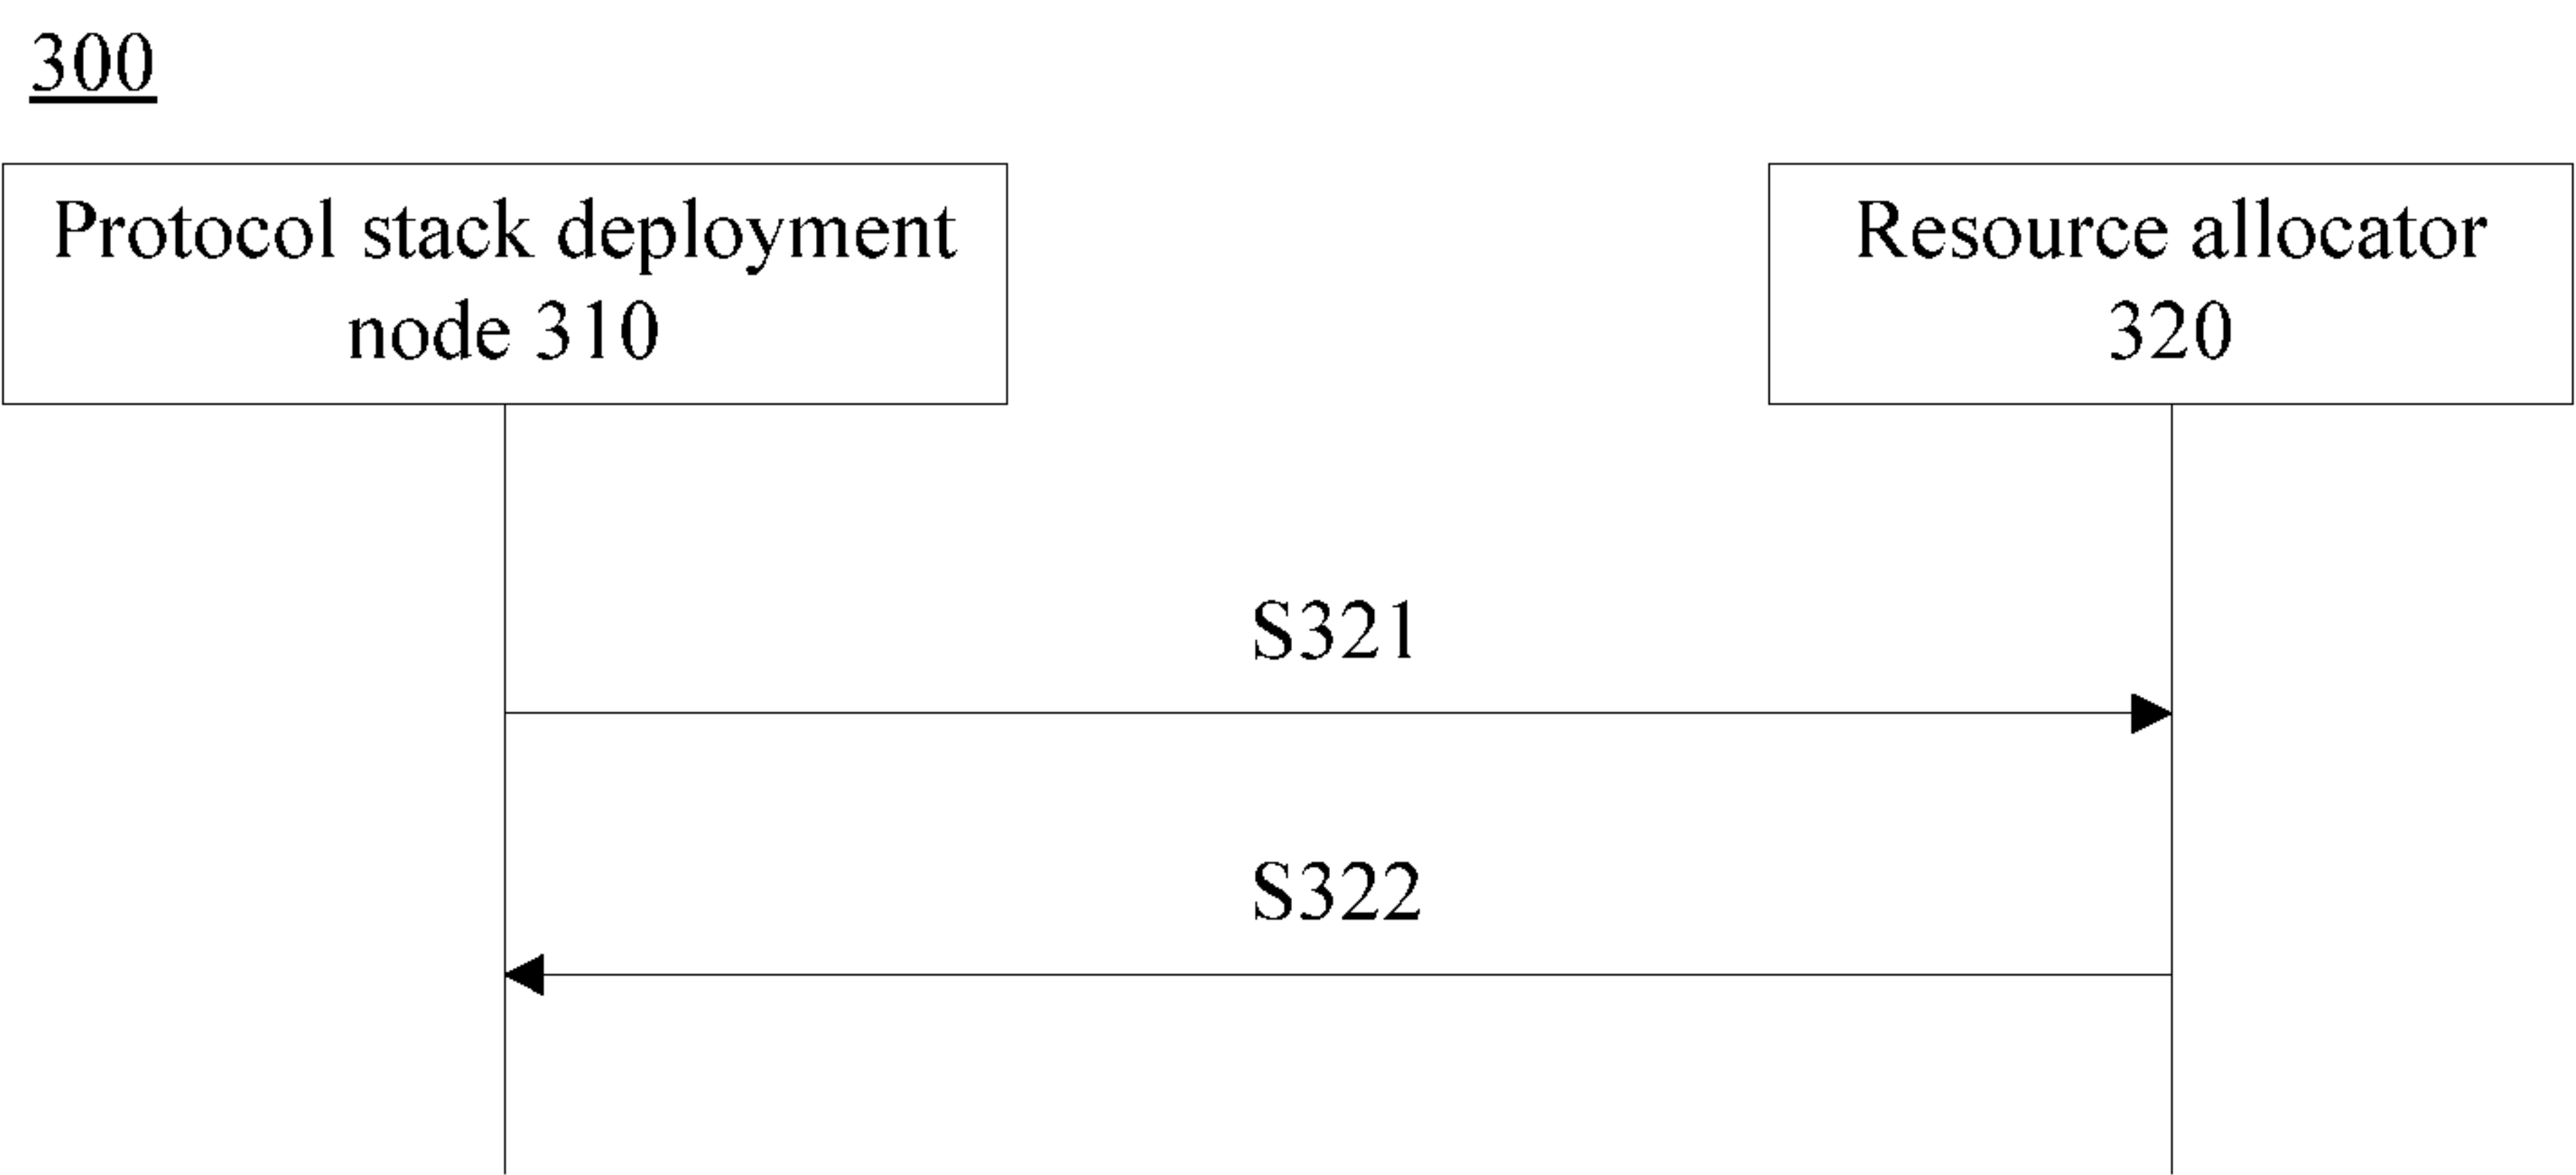 300
Protocol stack deployment
node 310
Resource allocator
320
S321
S322